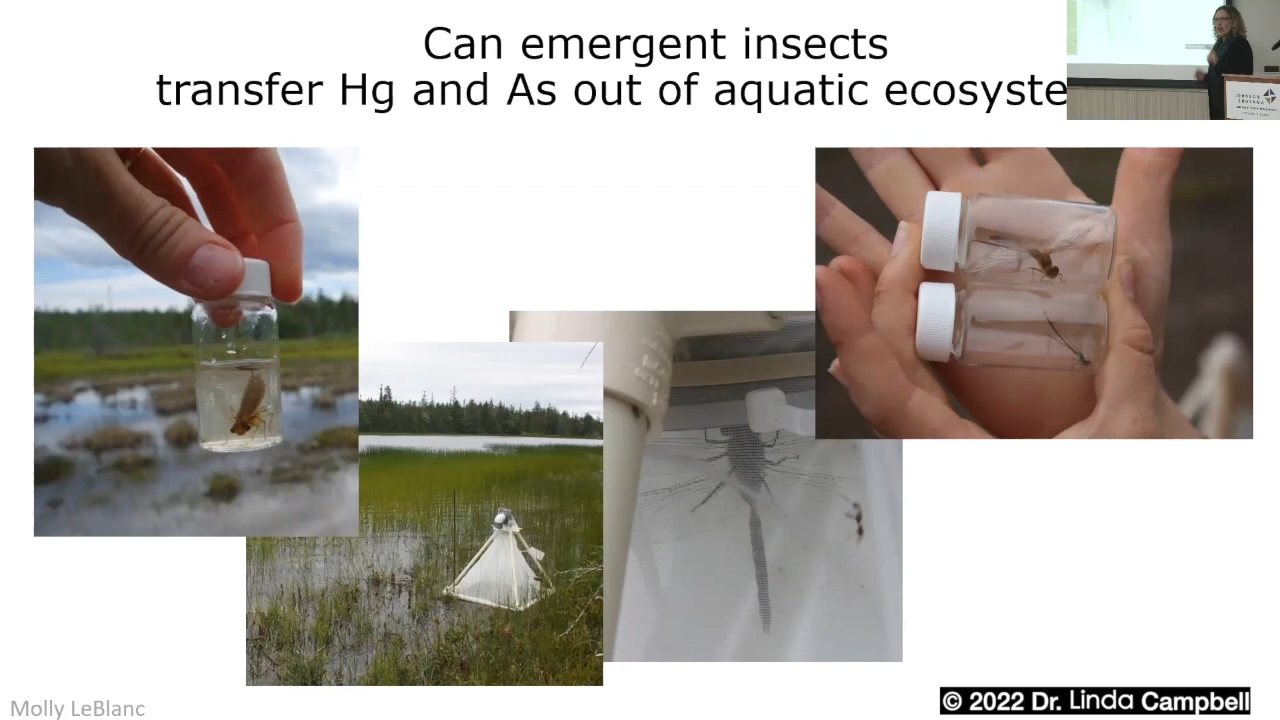 Can emergent insects
transfer Hg and As out of aquatic ecosyste
Molly LeBlanc
© 2022 Dr. Linda Campbell